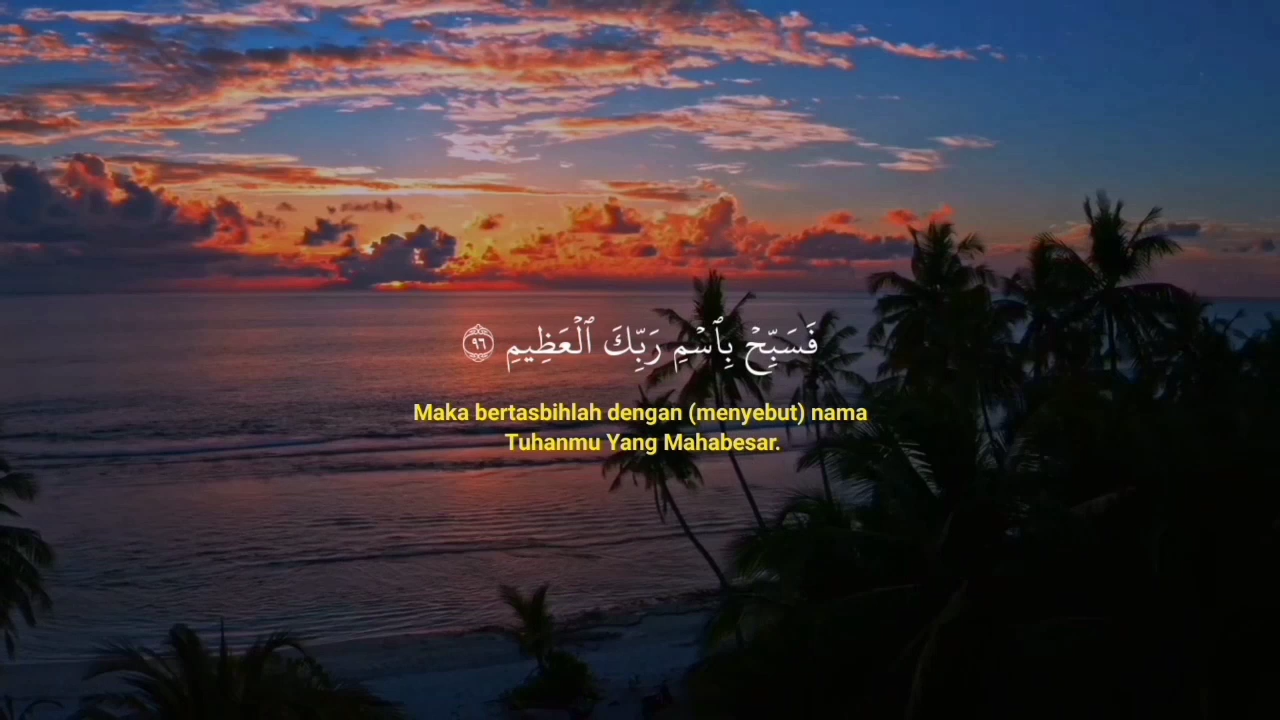 فَسَبِّحْ بِٱسْمِ رَبِّكَ ٱلْعَظِيمِ ٩٦
Maka bertasbihlah dengan (menyebut) nama
Tuhanmu Yang Mahabesar.